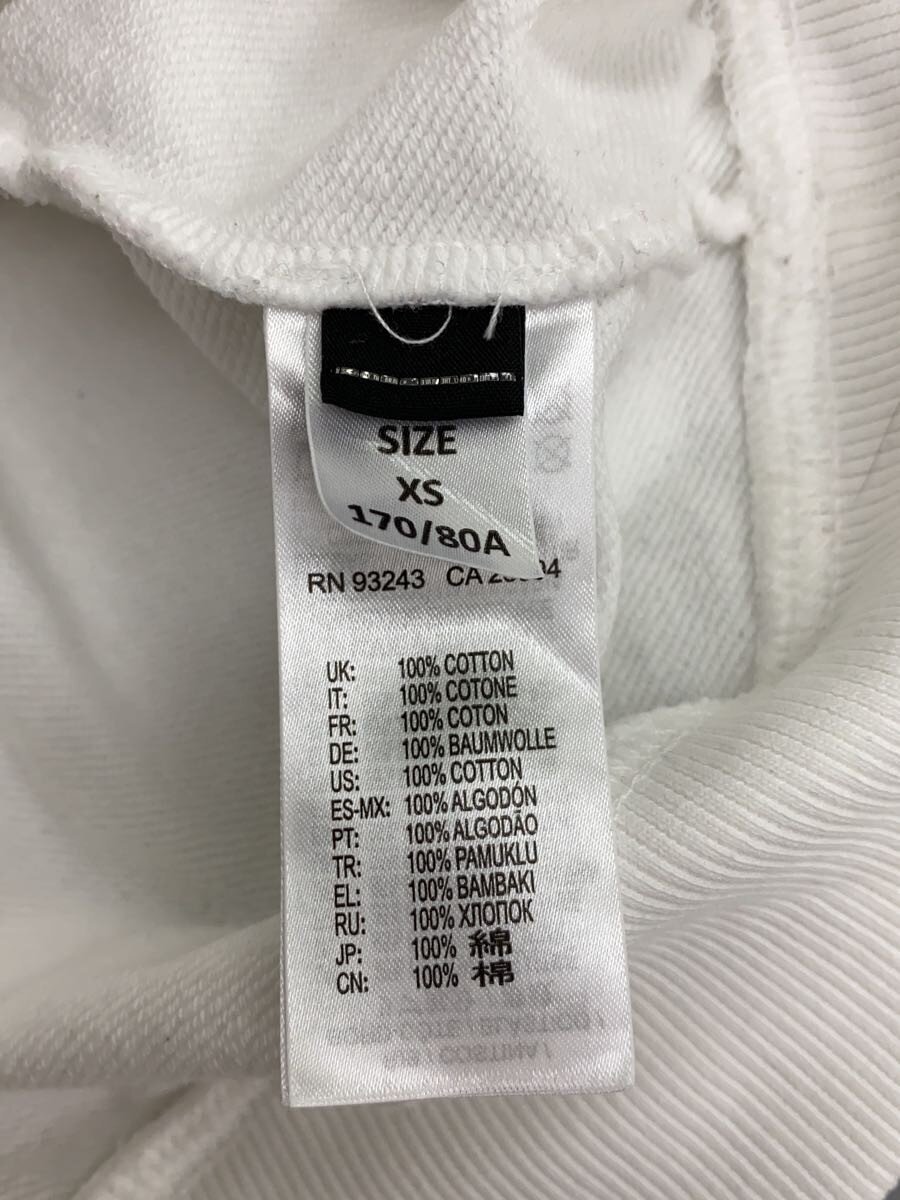 SIZE
XS
170/80A
RN 93243 CA
UK: 100% COTTON
IT: 100% COTONE
FR: 100% COTON
DE: 100% BAUMWOLLE
US: 100% COTTON
ES-MX: 100% ALGODÓN
PT: 100% ALGODÃO
TR: 100% PAMUKLU
EL: 100% BAMBAKI
RU: 100% ХЛОПОК
JP: 100% 綿
CN: 100% 棉